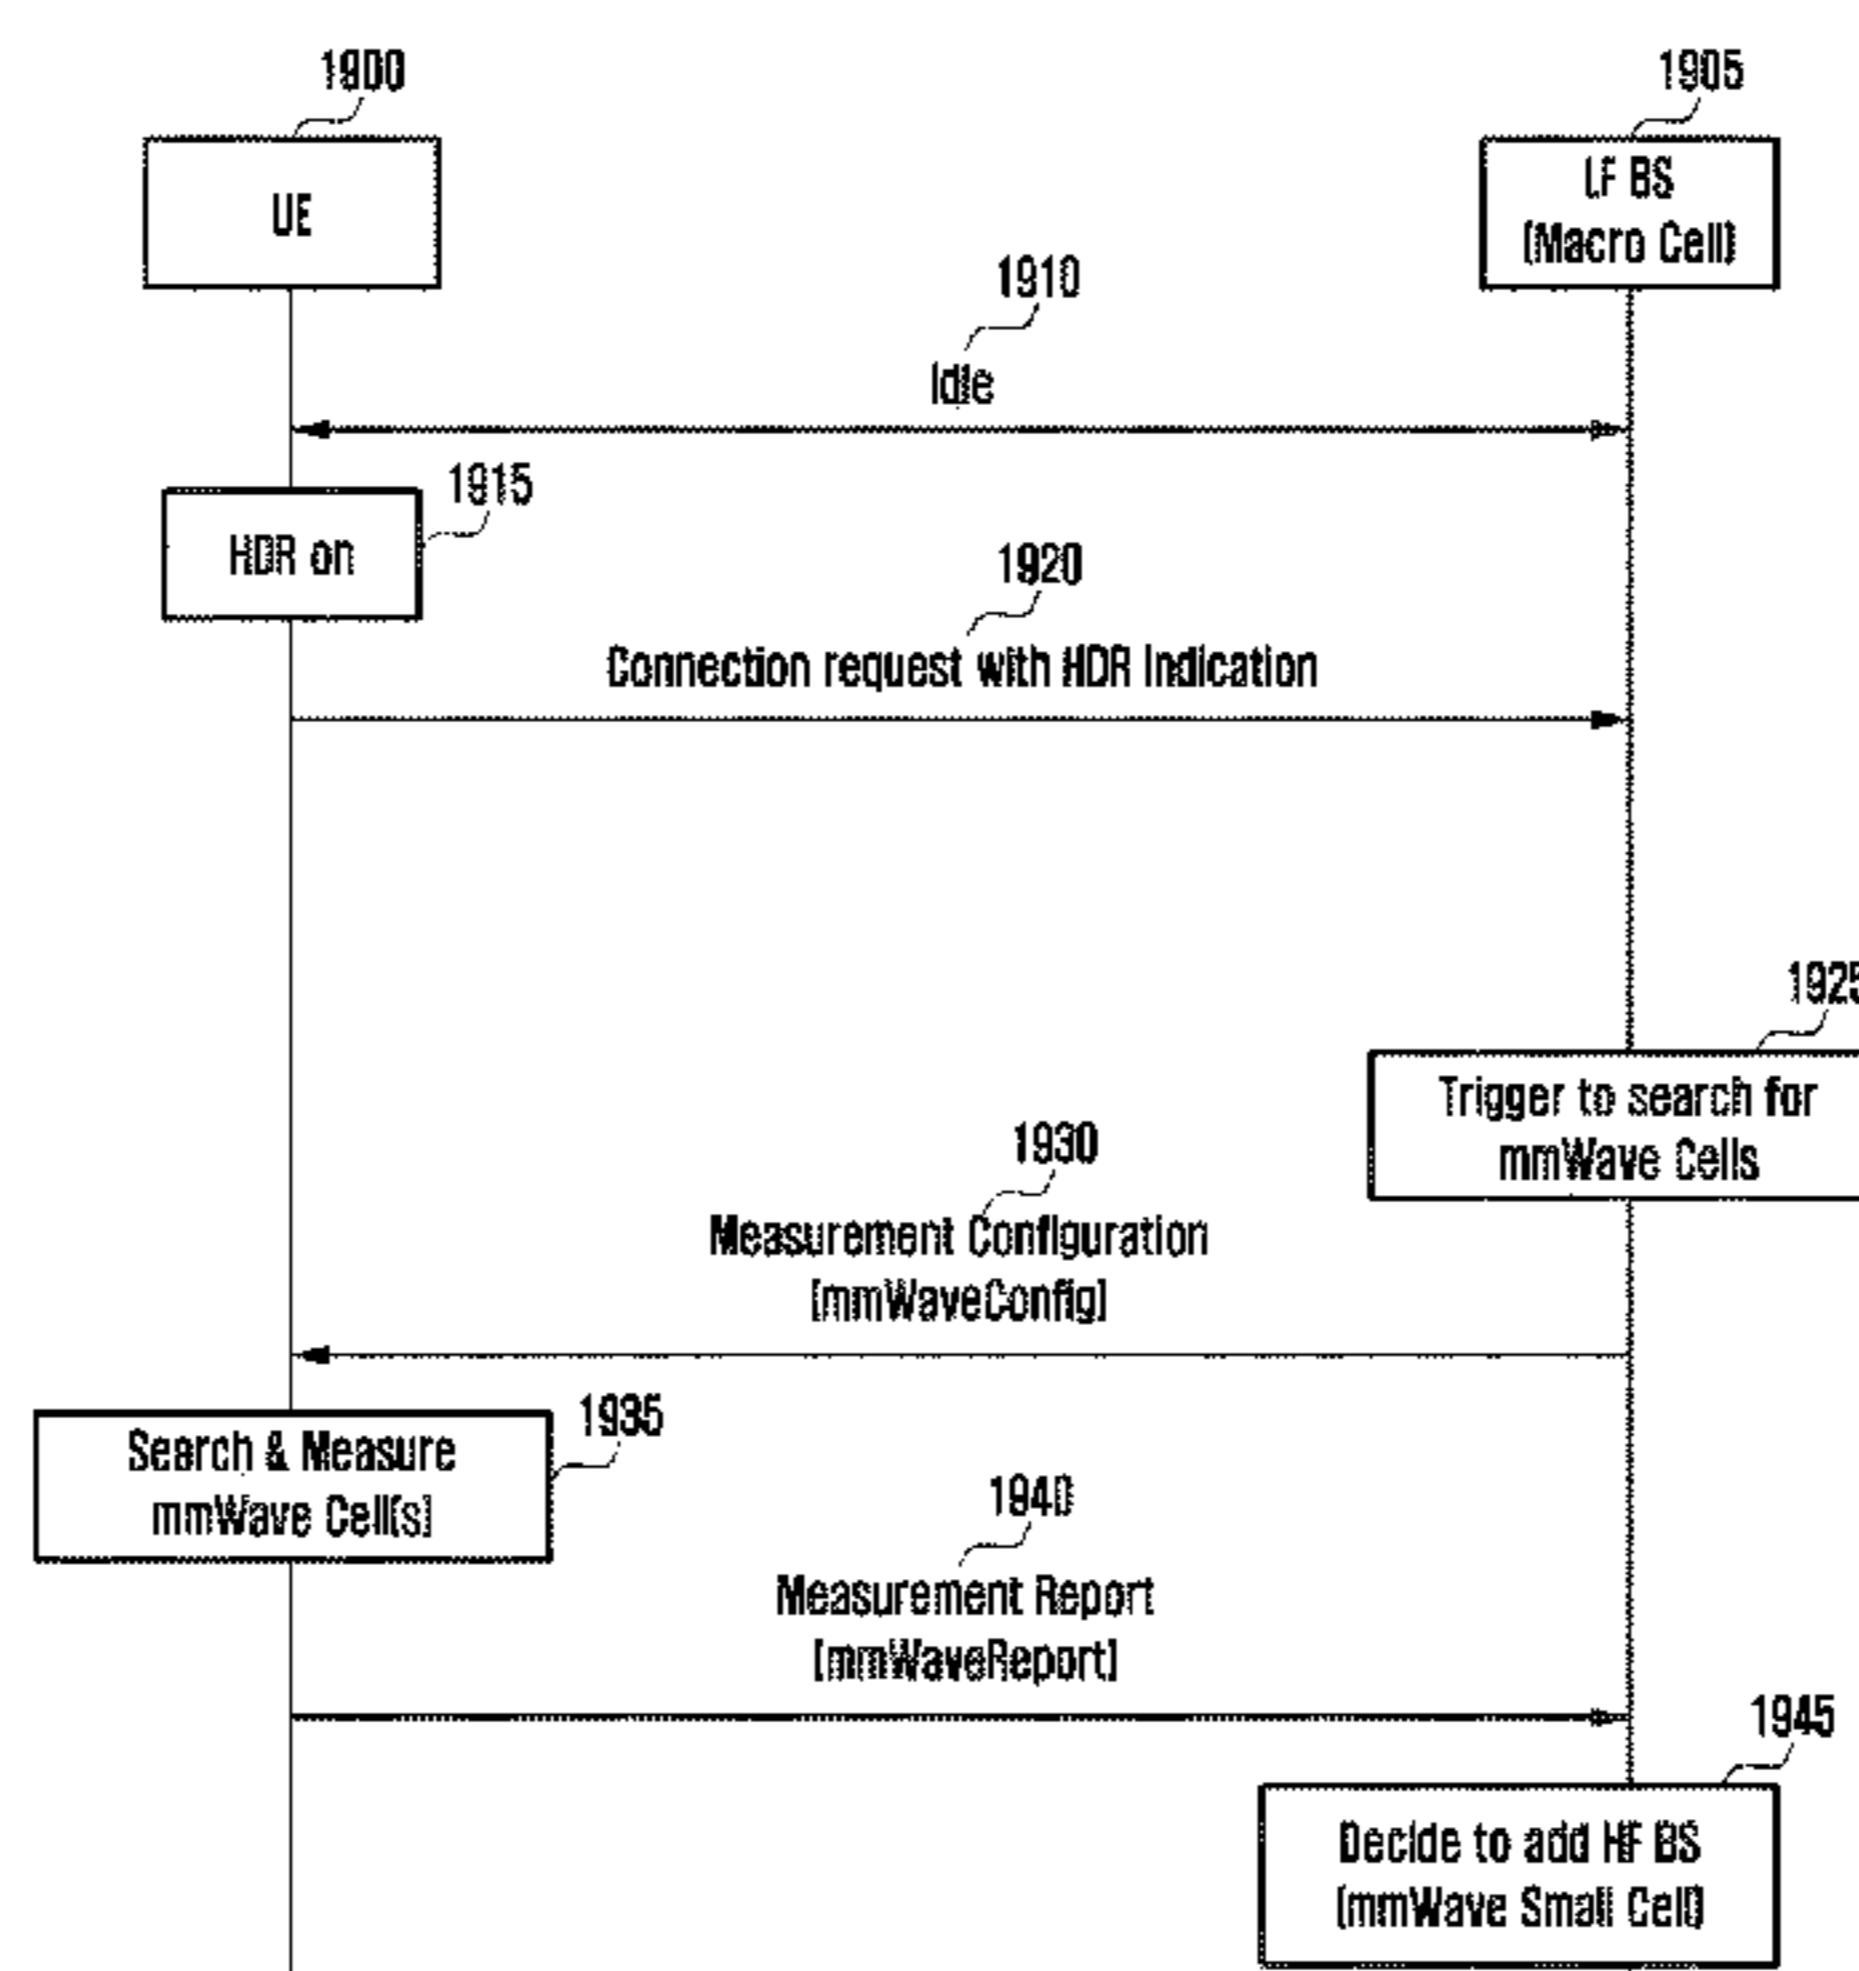 1900
1905
UE
LF BS
(Macro Cell)
1910
Idle
1915
HDR on
1920
Connection request with HDR Indication
1925
Trigger to search for
mmWave Cells
1930
Measurement Configuration
(mmWaveConfig)
1935
Search & Measure
mmWave Cell(s)
1940
Measurement Report
(mmWaveReport)
1945
Decide to add HF BS
(mmWave Small Cell)